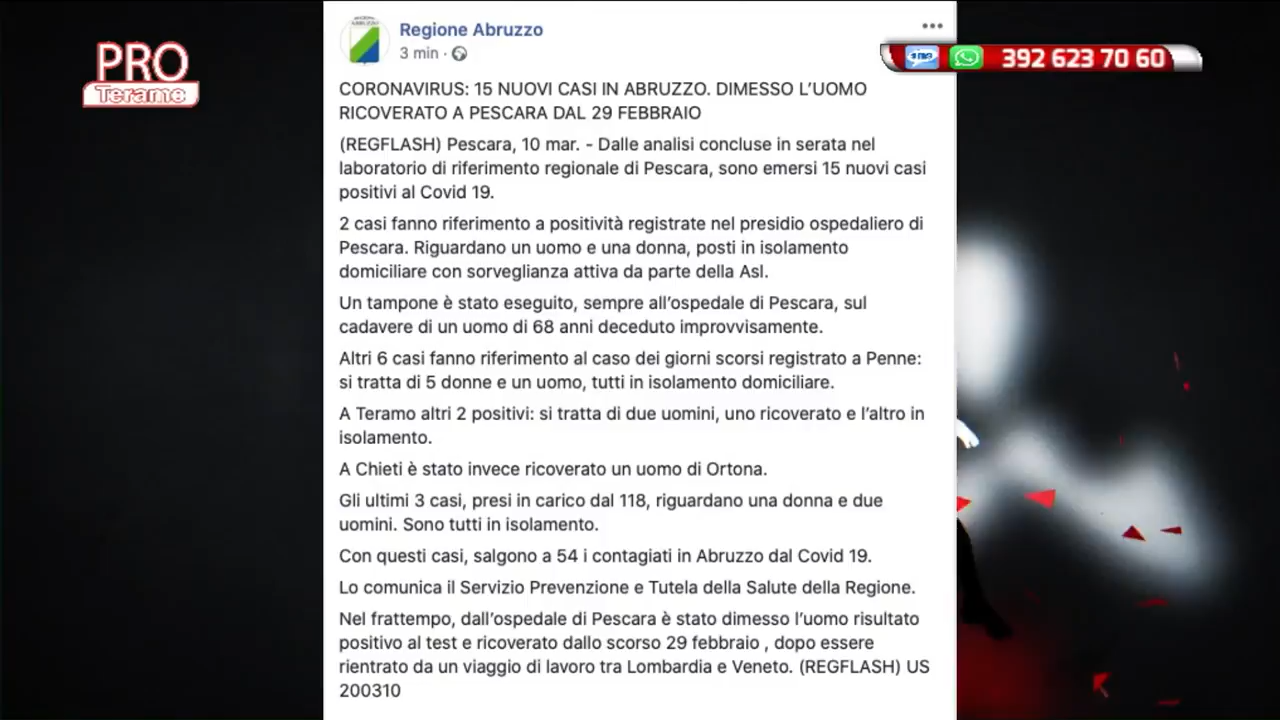 PRO
Teramo
Regione Abruzzo
3 min ·
392 623 70 60
CORONAVIRUS: 15 NUOVI CASI IN ABRUZZO. DIMESSO L’UOMO
RICOVERATO A PESCARA DAL 29 FEBBRAIO
(REGFLASH) Pescara, 10 mar. - Dalle analisi concluse in serata nel
laboratorio di riferimento regionale di Pescara, sono emersi 15 nuovi casi
positivi al Covid 19.
2 casi fanno riferimento a positività registrate nel presidio ospedaliero di
Pescara. Riguardano un uomo e una donna, posti in isolamento
domiciliare con sorveglianza attiva da parte della Asl.
Un tampone è stato eseguito, sempre all’ospedale di Pescara, sul
cadavere di un uomo di 68 anni deceduto improvvisamente.
Altri 6 casi fanno riferimento al caso dei giorni scorsi registrato a Penne:
si tratta di 5 donne e un uomo, tutti in isolamento domiciliare.
A Teramo altri 2 positivi: si tratta di due uomini, uno ricoverato e l’altro in
isolamento.
A Chieti è stato invece ricoverato un uomo di Ortona.
Gli ultimi 3 casi, presi in carico dal 118, riguardano una donna e due
uomini. Sono tutti in isolamento.
Con questi casi, salgono a 54 i contagiati in Abruzzo dal Covid 19.
Lo comunica il Servizio Prevenzione e Tutela della Salute della Regione.
Nel frattempo, dall’ospedale di Pescara è stato dimesso l’uomo risultato
positivo al test e ricoverato dallo scorso 29 febbraio , dopo essere
rientrato da un viaggio di lavoro tra Lombardia e Veneto. (REGFLASH) US
200310